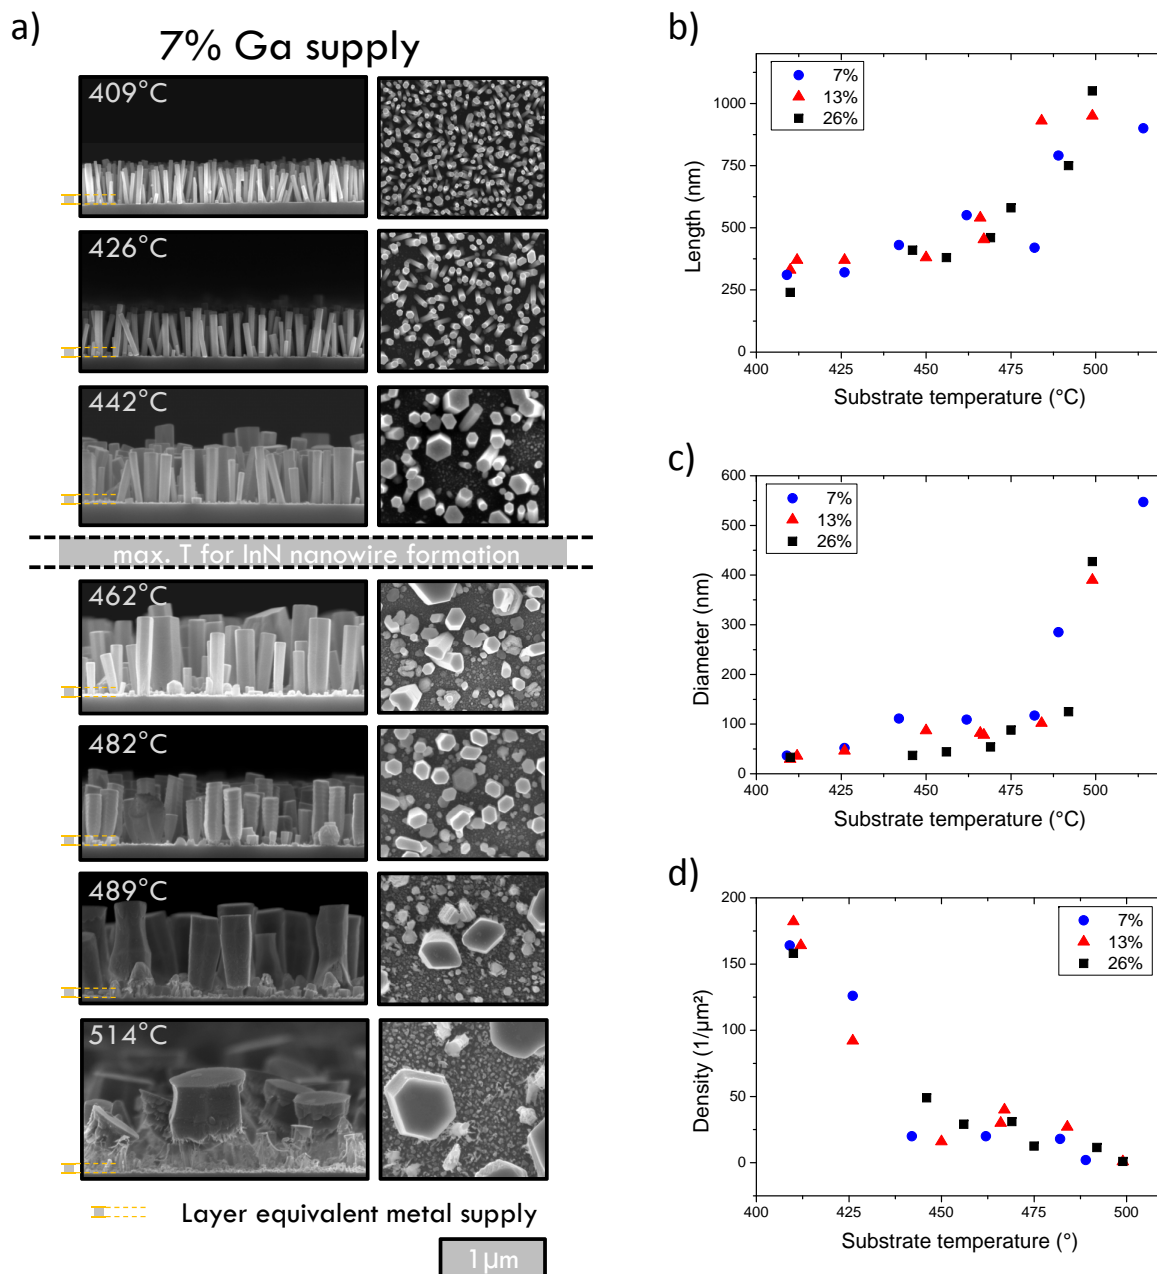 a)
7% Ga supply
409°C
426°C
442°C
max. T for InN nanowire formation
462°C
482°C
489°C
514°C
Layer equivalent metal supply
1µm
b)
7%
13%
26%
1000
750
500
250
0
Length (nm)
400 425 450 475 500
Substrate temperature (°C)
c)
600
500
400
300
200
100
0
7%
13%
26%
Diameter (nm)
400 425 450 475 500
Substrate temperature (°C)
d)
200
150
100
50
0
7%
13%
26%
Density (1/µm²)
400 425 450 475 500
Substrate temperature (°)